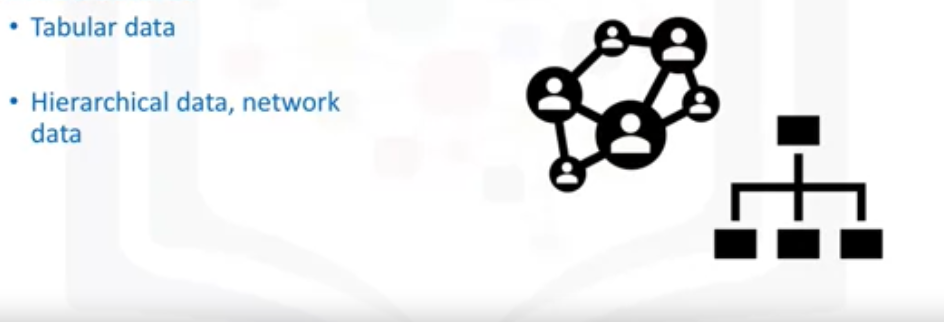 • Tabular data
• Hierarchical data, network
data